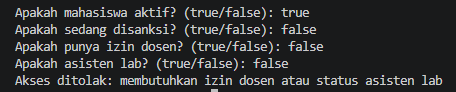 Apakah mahasiswa aktif? (true/false): true
Apakah sedang disanksi? (true/false): false
Apakah punya izin dosen? (true/false): false
Apakah asisten lab? (true/false): false
Akses ditolak: membutuhkan izin dosen atau status asisten lab